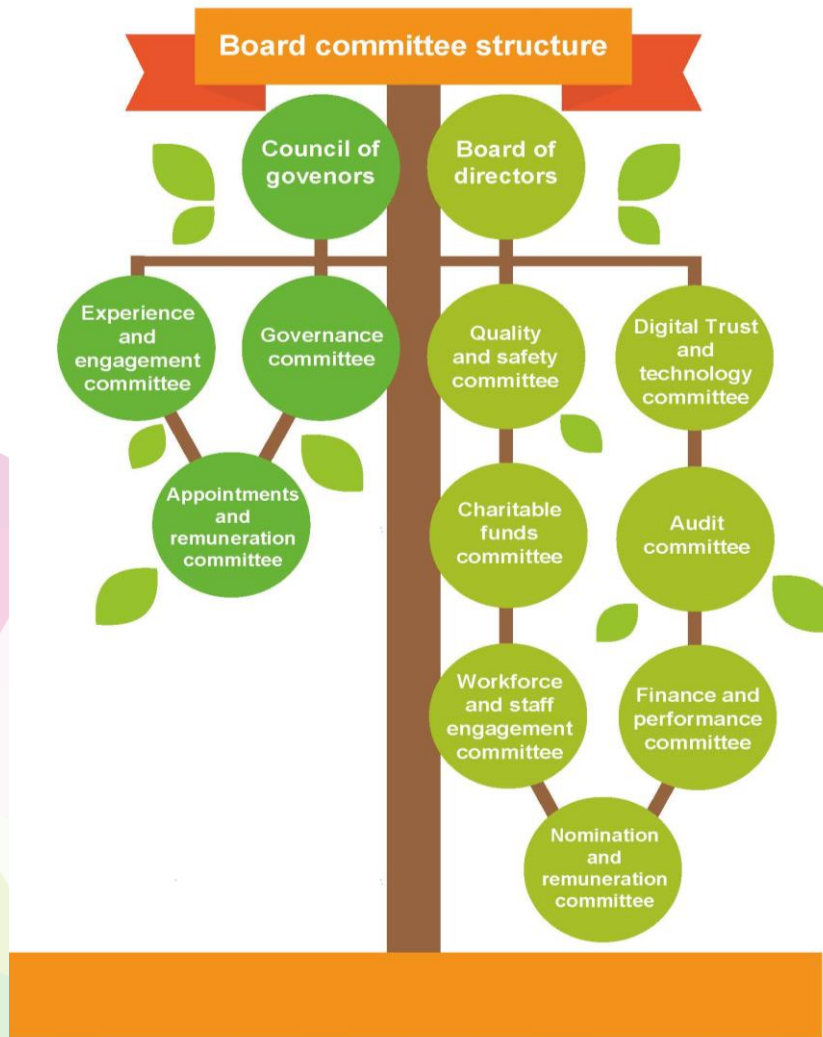 Board committee structure
Council of
govenors
Board of
directors
Experience
and
engagement
committee
Governance
committee
Quality
and safety
committee
Digital Trust
and
technology
committee
Appointments
and
remuneration
committee
Charitable
funds
committee
Audit
committee
Workforce
and staff
engagement
committee
Finance and
performance
committee
Nomination
and
remuneration
committee